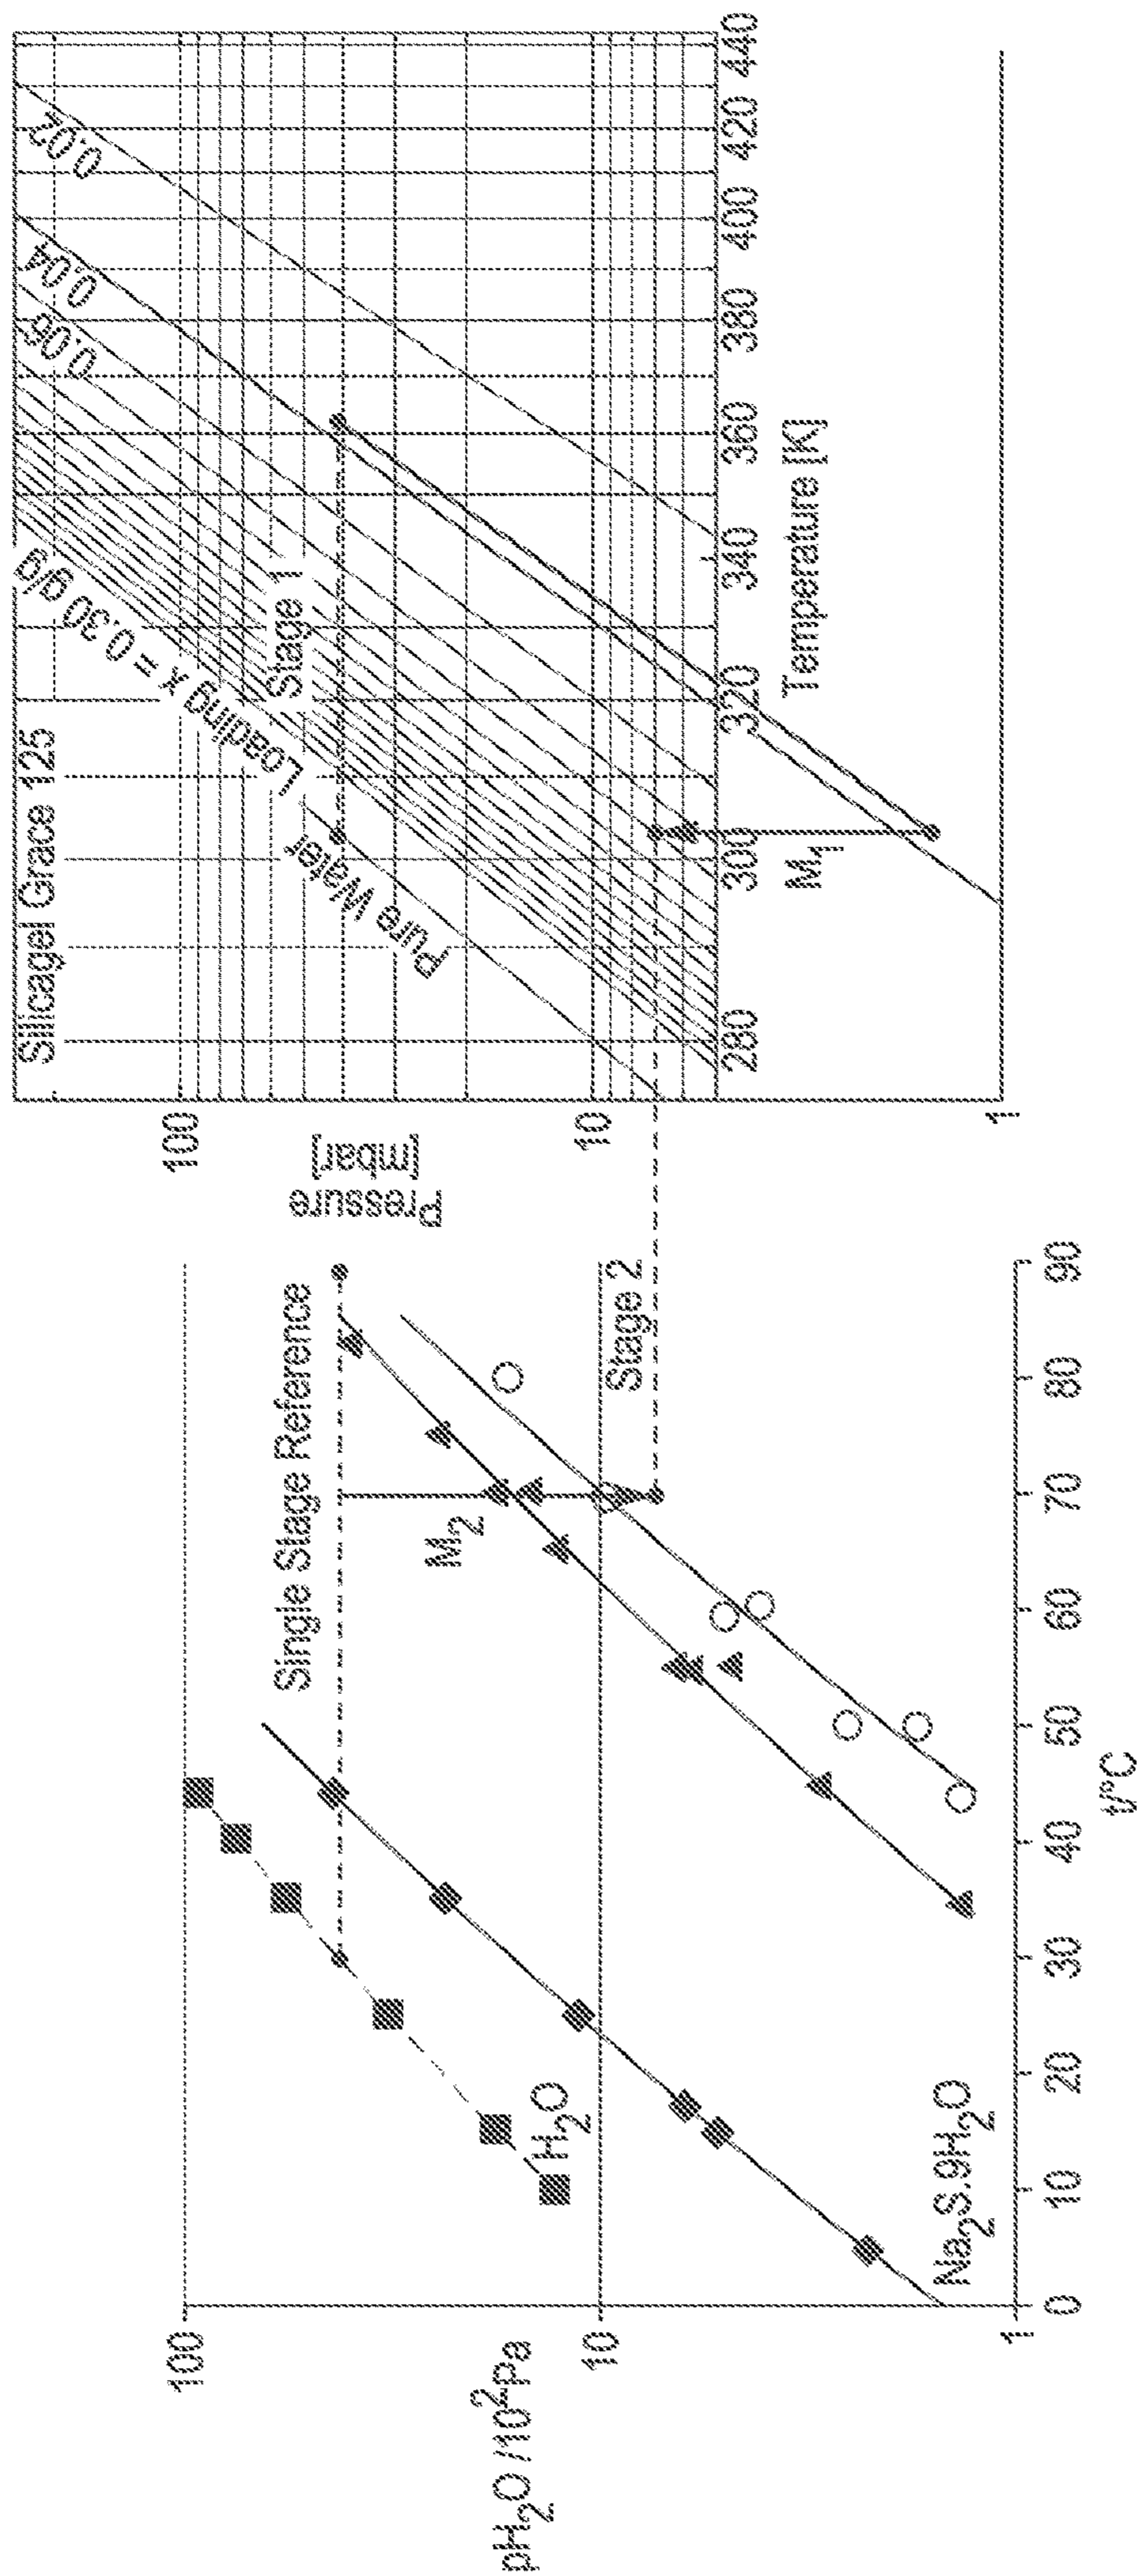 100
10
1
pH2O /10²Pa
H2O
Na2S.9H2O
Single Stage Reference
M2
Stage 2
0 10 20 30 40 50 60 70 80 90
t/°C
Silicagel Grace 125
100
10
1
Pressure
[mbar]
Pure Water
Loading x = 0.30 g/g
0.06
0.04
0.02
Stage 1
M1
280 300 320 340 360 380 400 420 440
Temperature [K]